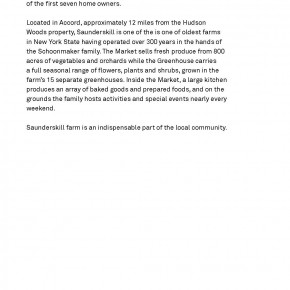 of the first seven home owners.
Located in Accord, approximately 12 miles from the Hudson
Woods property, Saunderskill is one of the is one of oldest farms
in New York State having operated over 300 years in the hands of
the Schoonmaker family. The Market sells fresh produce from 800
acres of vegetables and orchards while the Greenhouse carries
a full seasonal range of flowers, plants and shrubs, grown in the
farm's 15 separate greenhouses. Inside the Market, a large kitchen
produces an array of baked goods and prepared foods, and on the
grounds the family hosts activities and special events nearly every
weekend.
Saunderskill farm is an indispensable part of the local community.